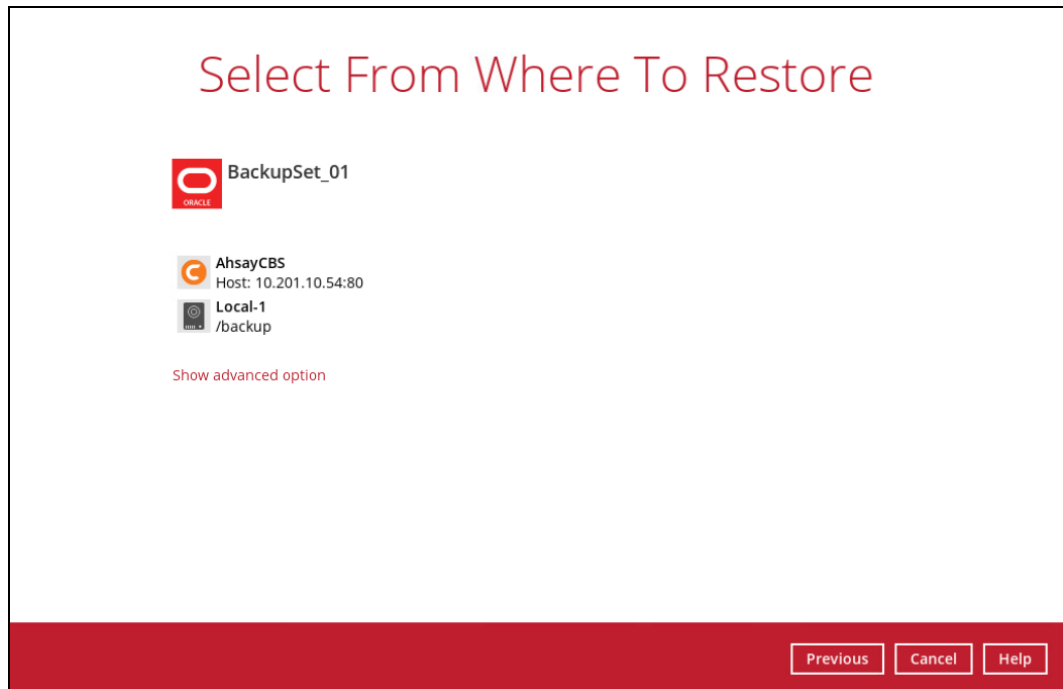 Select From Where To Restore
BackupSet_01
ORACLE
AhsayCBS
Host: 10.201.10.54:80
Local-1
/backup
Show advanced option
Previous
Cancel
Help